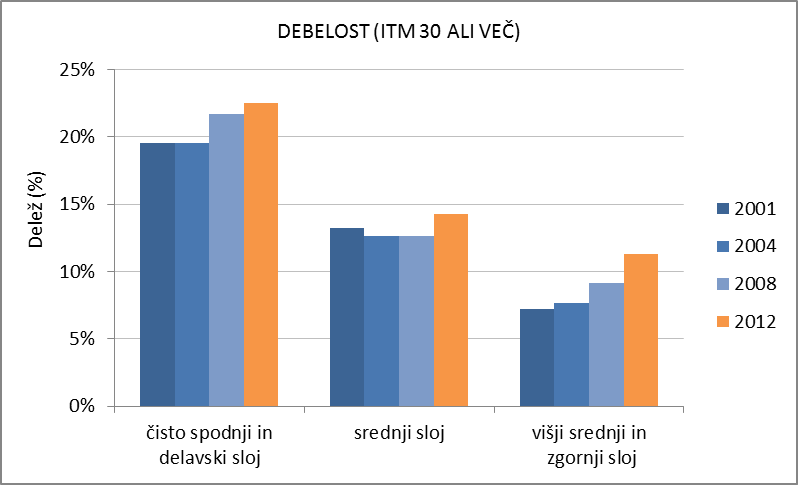 DEBELOST (ITM 30 ALI VEČ)
25%
20%
15%
10%
5%
0%
Delež (%)
čisto spodnji in
delavski sloj
srednji sloj
višji srednji in
zgornji sloj
2001
2004
2008
2012